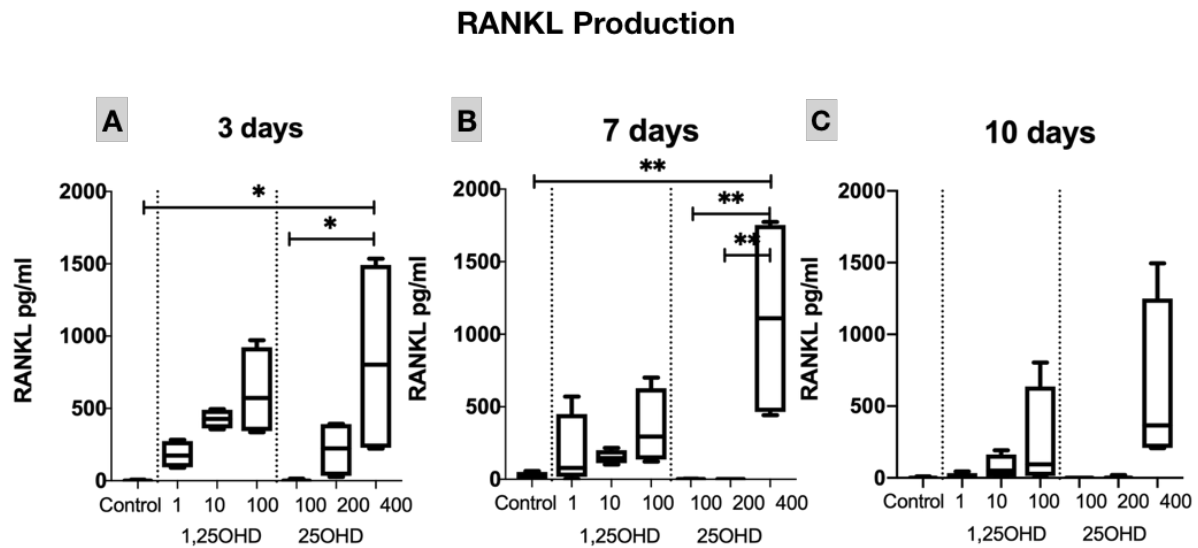 RANKL Production
A
3 days
*
*
RANKL pg/ml
2000
1500
1000
500
0
Control 1 10 100 100 200 400
1,25OHD 25OHD
B
7 days
**
**
**
RANKL pg/ml
2000
1500
1000
500
0
Control 1 10 100 100 200 400
1,25OHD 25OHD
C
10 days
RANKL pg/ml
2000
1500
1000
500
0
Control 1 10 100 100 200 400
1,25OHD 25OHD